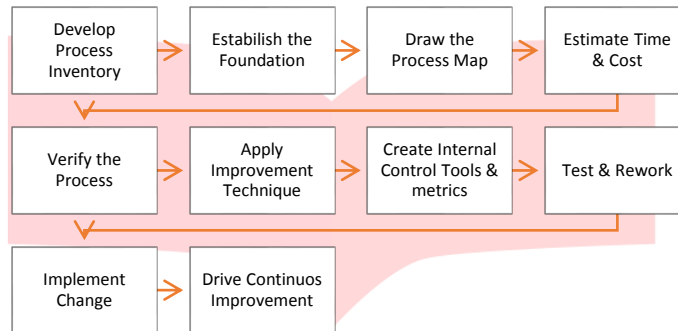 Develop
Process
Inventory
Estabilish the
Foundation
Draw the
Process Map
Estimate Time
& Cost
Verify the
Process
Apply
Improvement
Technique
Create Internal
Control Tools &
metrics
Test & Rework
Implement
Change
Drive Continuos
Improvement